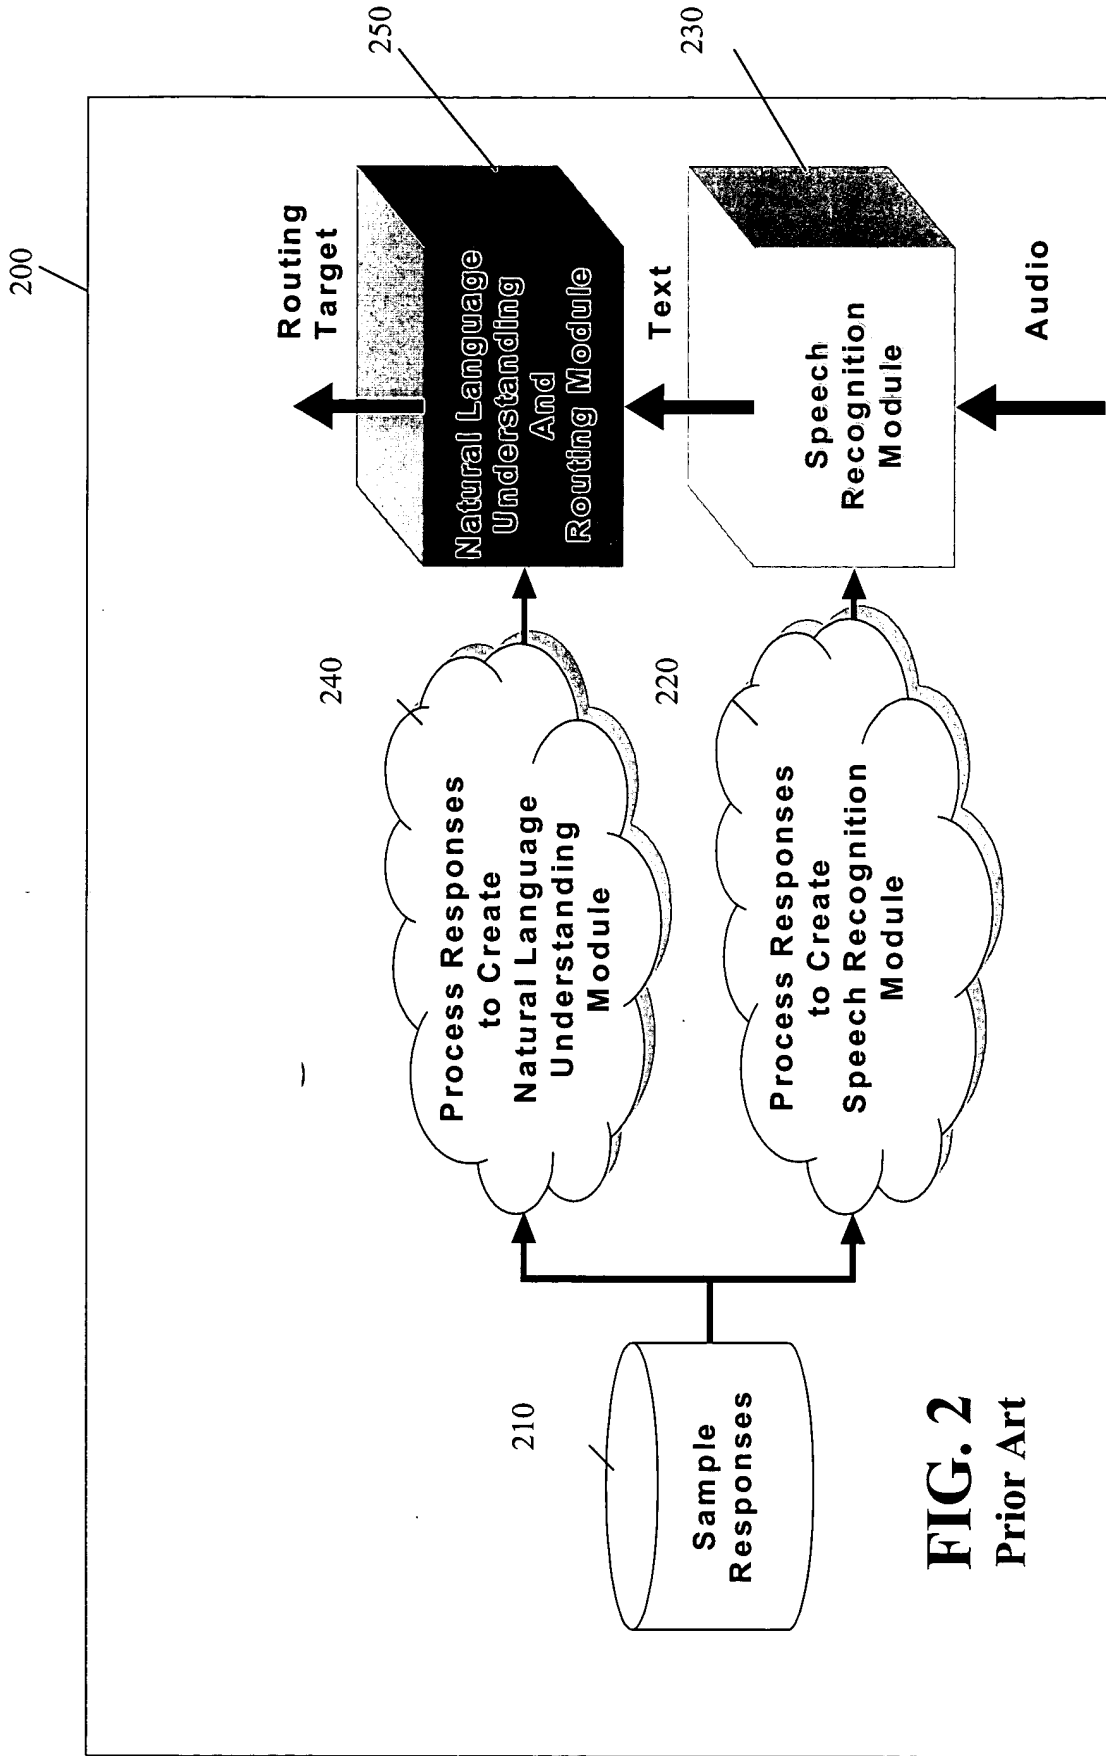 200
Routing
Target
250
Natural Language
Understanding
And
Routing Module
Text
230
Speech
Recognition
Module
Audio
240
Process Responses
to Create
Natural Language
Understanding
Module
220
Process Responses
to Create
Speech Recognition
Module
210
Sample
Responses
FIG. 2
Prior Art